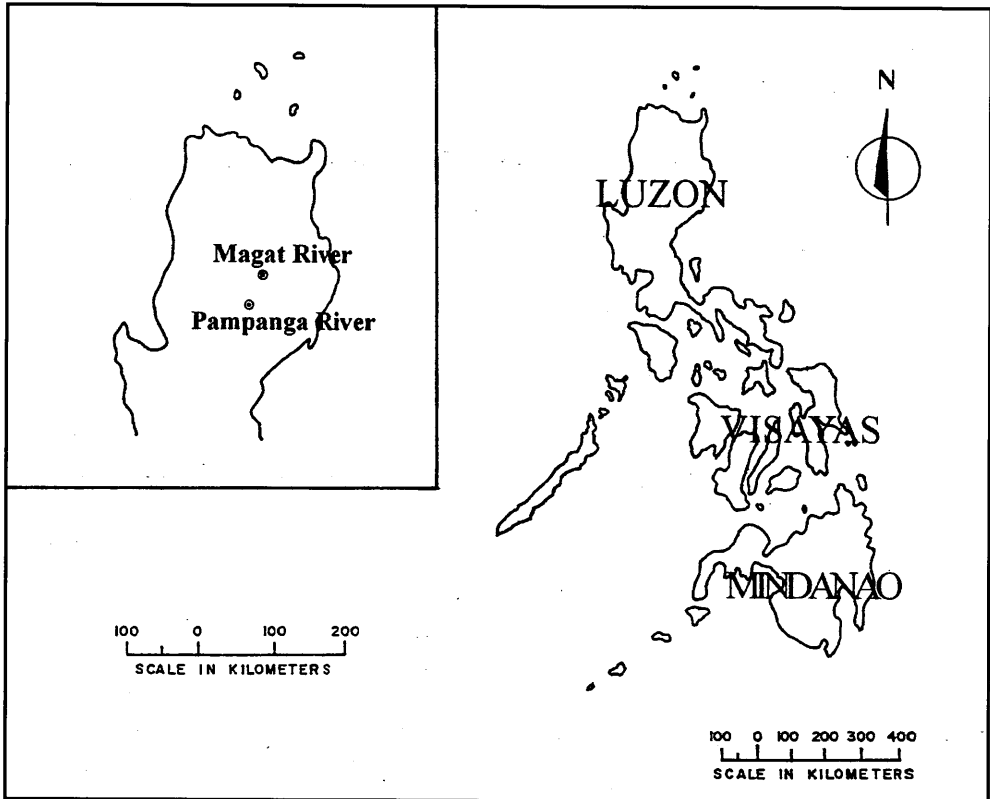 Magat River
Pampanga River
100 0 100 200
SCALE IN KILOMETERS
N
LUZON
VISAYAS
MINDANAO
100 0 100 200 300 400
SCALE IN KILOMETERS